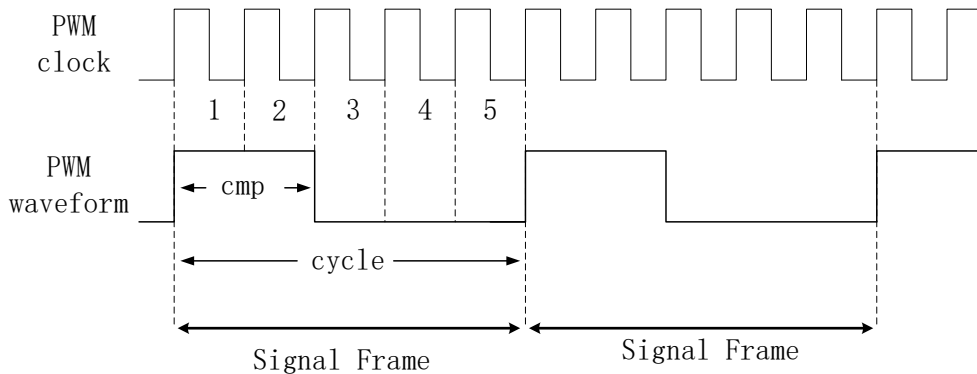 PWM
clock
1 2 3 4 5
PWM
waveform
cmp
cycle
Signal Frame
Signal Frame